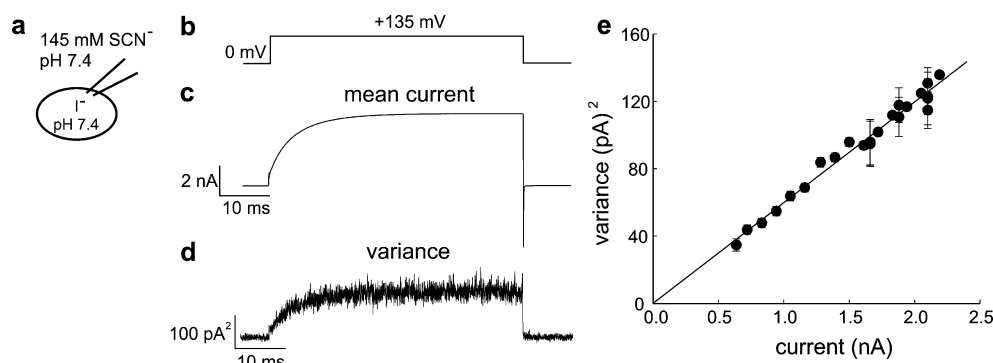 a
145 mM SCN⁻
pH 7.4
I⁻
pH 7.4
b
+135 mV
0 mV
c
mean current
2 nA
10 ms
d
variance
100 pA²
10 ms
e
variance (pA)²
160
120
80
40
0
0.0 0.5 1.0 1.5 2.0 2.5
current (nA)